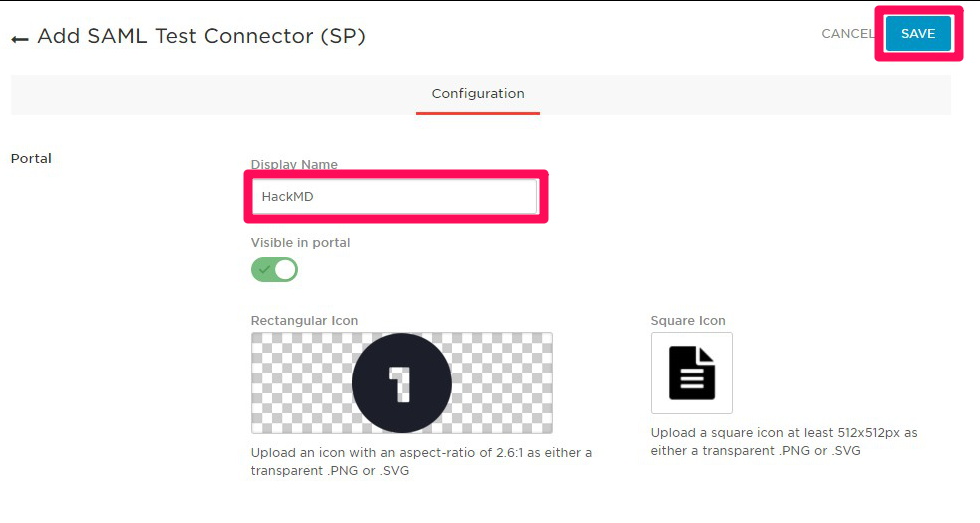 Add SAML Test Connector (SP)
CANCEL
SAVE
Configuration
Portal
Display Name
HackMD
Visible in portal
Rectangular Icon
Square Icon
1
Upload an icon with an aspect-ratio of 2.6:1 as either a
transparent .PNG or .SVG
Upload a square icon at least 512x512px as
either a transparent .PNG or .SVG